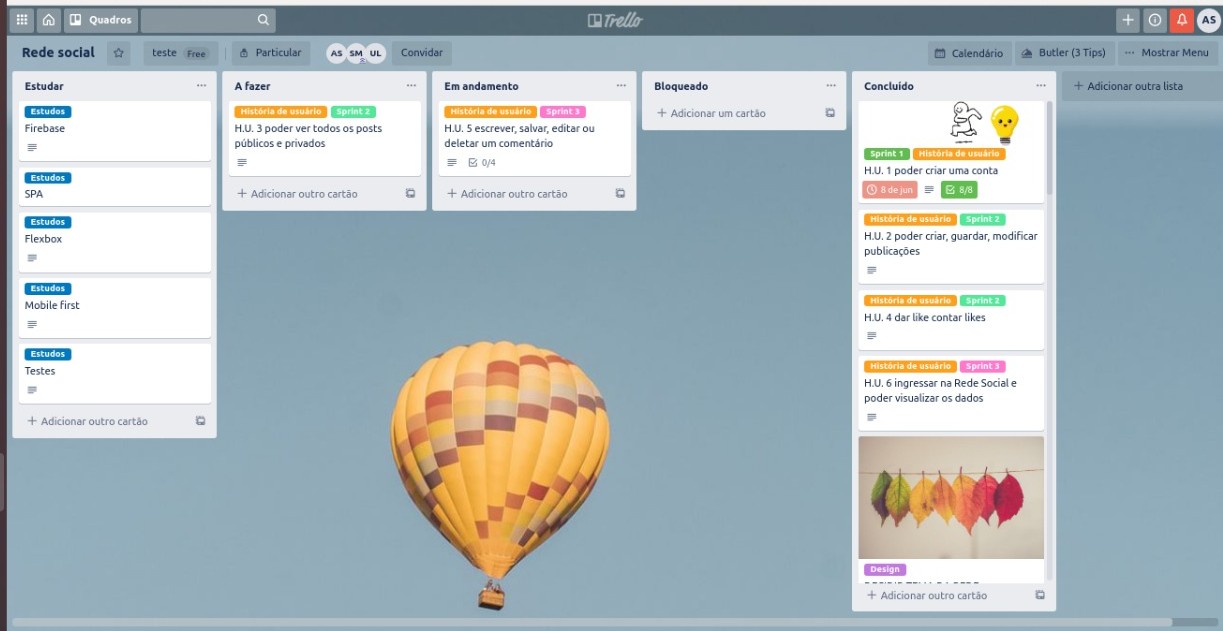 Quadros
Trello
AS
Rede social
teste Free
Particular
AS SM UL
Convidar
Calendário
Butler (3 Tips)
Mostrar Menu
Estudar
Estudos
Firebase
Estudos
SPA
Estudos
Flexbox
Estudos
Mobile first
Estudos
Testes
Adicionar outro cartão
A fazer
História de usuário Sprint 2
H.U. 3 poder ver todos os posts
públicos e privados
Adicionar outro cartão
Em andamento
História de usuário Sprint 3
H.U. 5 escrever, salvar, editar ou
deletar um comentário
0/4
Adicionar outro cartão
Bloqueado
Adicionar um cartão
Concluído
Sprint 1 História de usuário
H.U. 1 poder criar uma conta
8 de jun 8/8
História de usuário Sprint 2
H.U. 2 poder criar, guardar, modificar
publicações
História de usuário Sprint 2
H.U. 4 dar like contar likes
História de usuário Sprint 3
H.U. 6 ingressar na Rede Social e
poder visualizar os dados
Design
Adicionar outro cartão
Adicionar outra lista